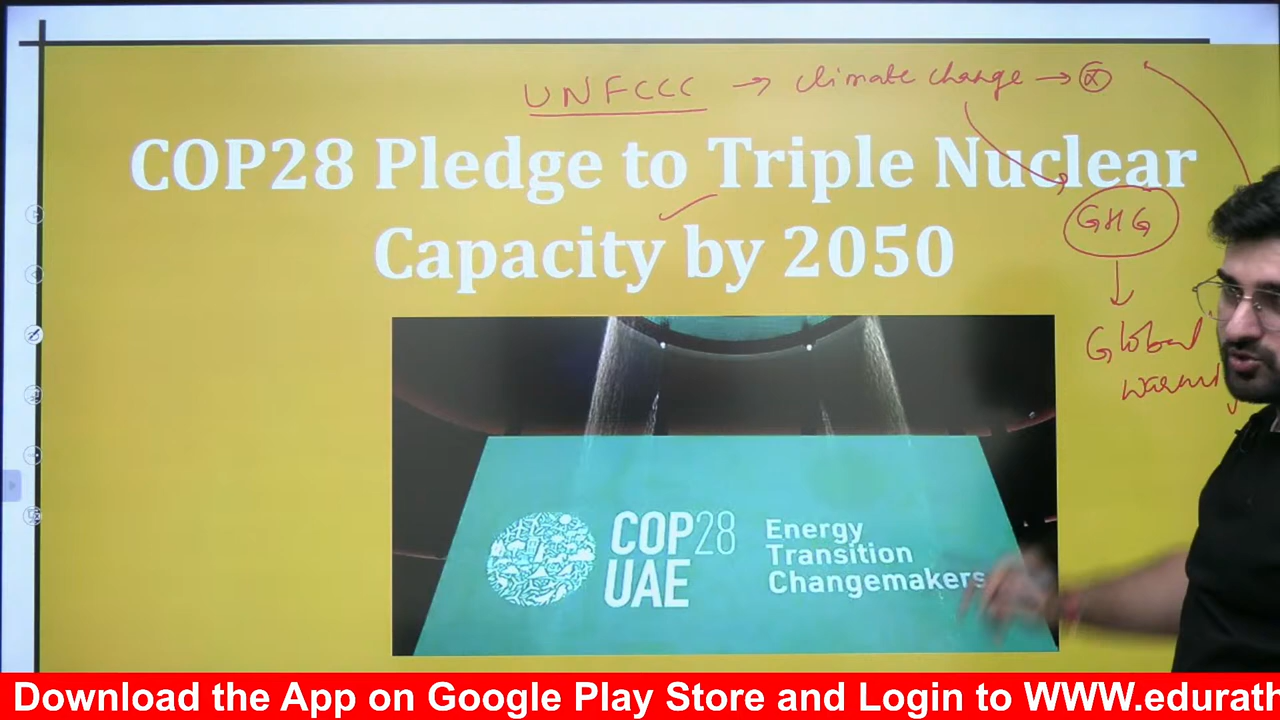 UNFCCC → climate change →
COP28 Pledge to Triple Nuclear
Capacity by 2050
GHG
Global
warming
COP28
UAE
Energy
Transition
Changemakers
Download the App on Google Play Store and Login to WWW.edurath